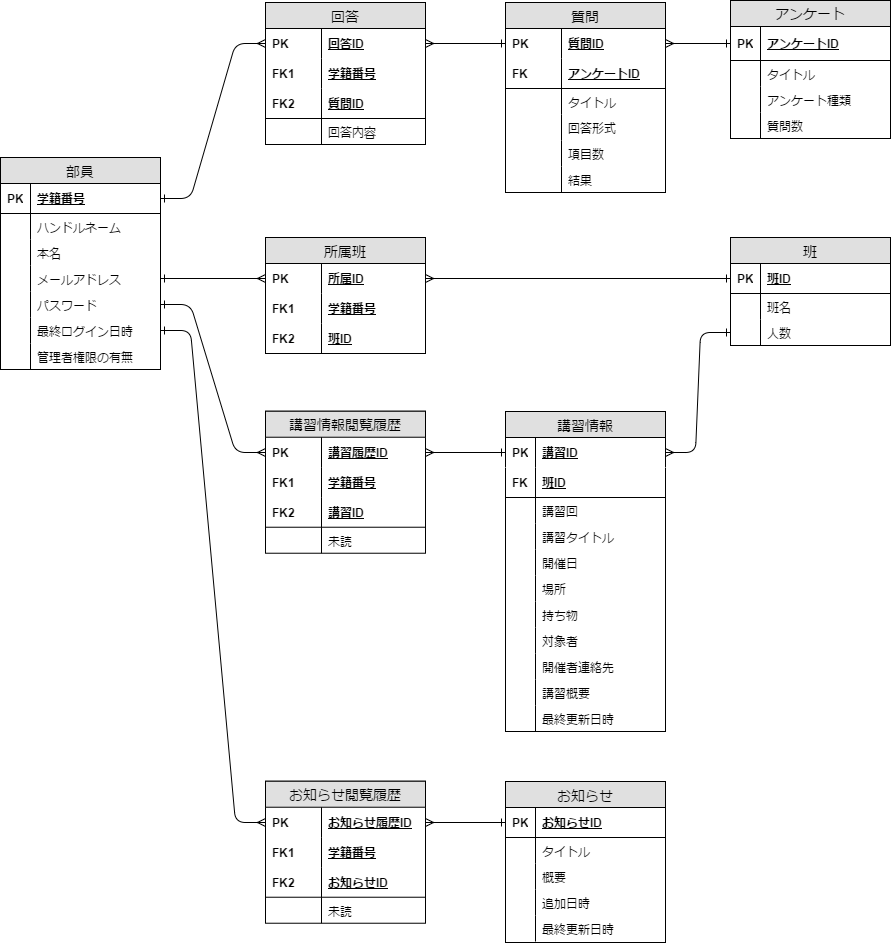 回答
PK 回答ID
FK1 学籍番号
FK2 質問ID
回答内容
質問
PK 質問ID
FK アンケートID
タイトル
回答形式
項目数
結果
アンケート
PK アンケートID
タイトル
アンケート種類
質問数
部員
PK 学籍番号
ハンドルネーム
本名
メールアドレス
パスワード
最終ログイン日時
管理者権限の有無
所属班
PK 所属ID
FK1 学籍番号
FK2 班ID
班
PK 班ID
班名
人数
講習情報閲覧履歴
PK 講習履歴ID
FK1 学籍番号
FK2 講習ID
未読
講習情報
PK 講習ID
FK 班ID
講習回
講習タイトル
開催日
場所
持ち物
対象者
開催者連絡先
講習概要
最終更新日時
お知らせ閲覧履歴
PK お知らせ履歴ID
FK1 学籍番号
FK2 お知らせID
未読
お知らせ
PK お知らせID
タイトル
概要
追加日時
最終更新日時